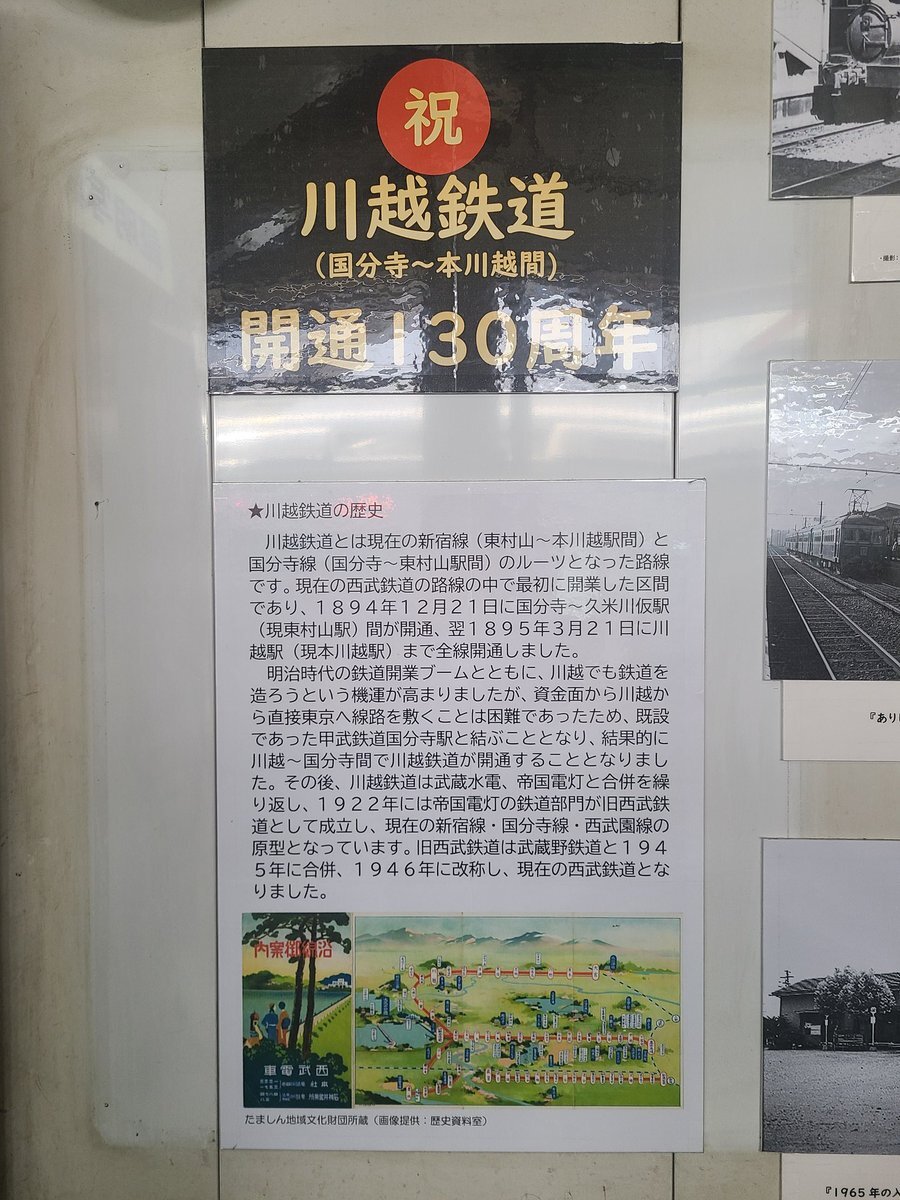 祝
川越鉄道
(国分寺～本川越間)
開通130周年
★川越鉄道の歴史
川越鉄道とは現在の新宿線（東村山～本川越駅間）と
国分寺線（国分寺～東村山駅間）のルーツとなった路線
です。現在の西武鉄道の路線の中で最初に開業した区間
であり、１８９４年１２月２１日に国分寺～久米川仮駅
（現東村山駅）間が開通、翌１８９５年３月２１日に川
越駅（現本川越駅）まで全線開通しました。
明治時代の鉄道開業ブームとともに、川越でも鉄道を
造ろうという機運が高まりましたが、資金面から川越か
ら直接東京へ線路を敷くことは困難であったため、既設
であった甲武鉄道国分寺駅と結ぶこととなり、結果的に
川越～国分寺間で川越鉄道が開通することとなりまし
た。その後、川越鉄道は武蔵水電、帝国電灯と合併を繰
り返し、１９２２年には帝国電灯の鉄道部門が旧西武鉄
道として成立し、現在の新宿線・国分寺線・西武園線の
原型となっています。旧西武鉄道は武蔵野鉄道と１９４
５年に合併、１９４６年に改称し、現在の西武鉄道とな
りました。
内案御線沿
車電武西
たましん地域文化財団所蔵（画像提供：歴史資料室）
・撮影：
『あり
『1965年の入